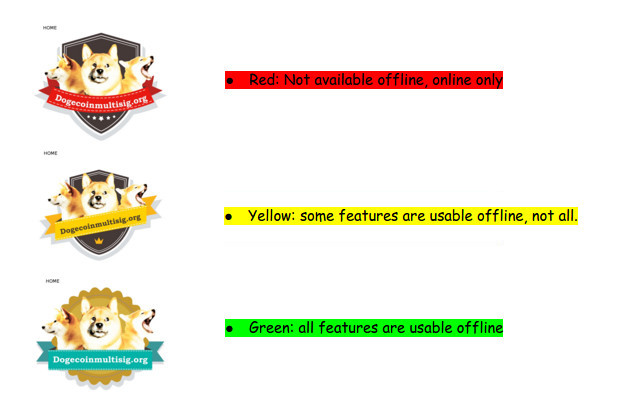 HOME
Dogecoinmultisig.org
● Red: Not available offline, online only
HOME
Dogecoinmultisig.org
● Yellow: some features are usable offline, not all.
HOME
Dogecoinmultisig.org
● Green: all features are usable offline